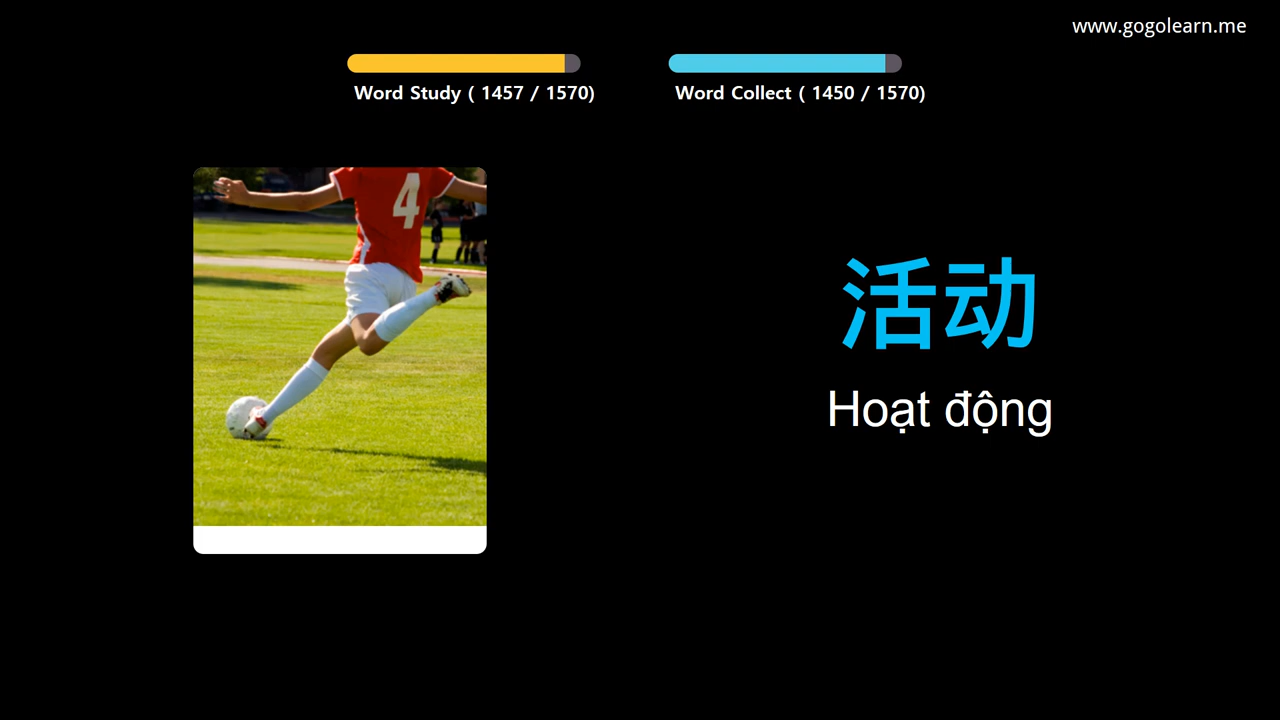 www.gogolearn.me
Word Study ( 1457 / 1570)
Word Collect ( 1450 / 1570)
4
活动
Hoạt động